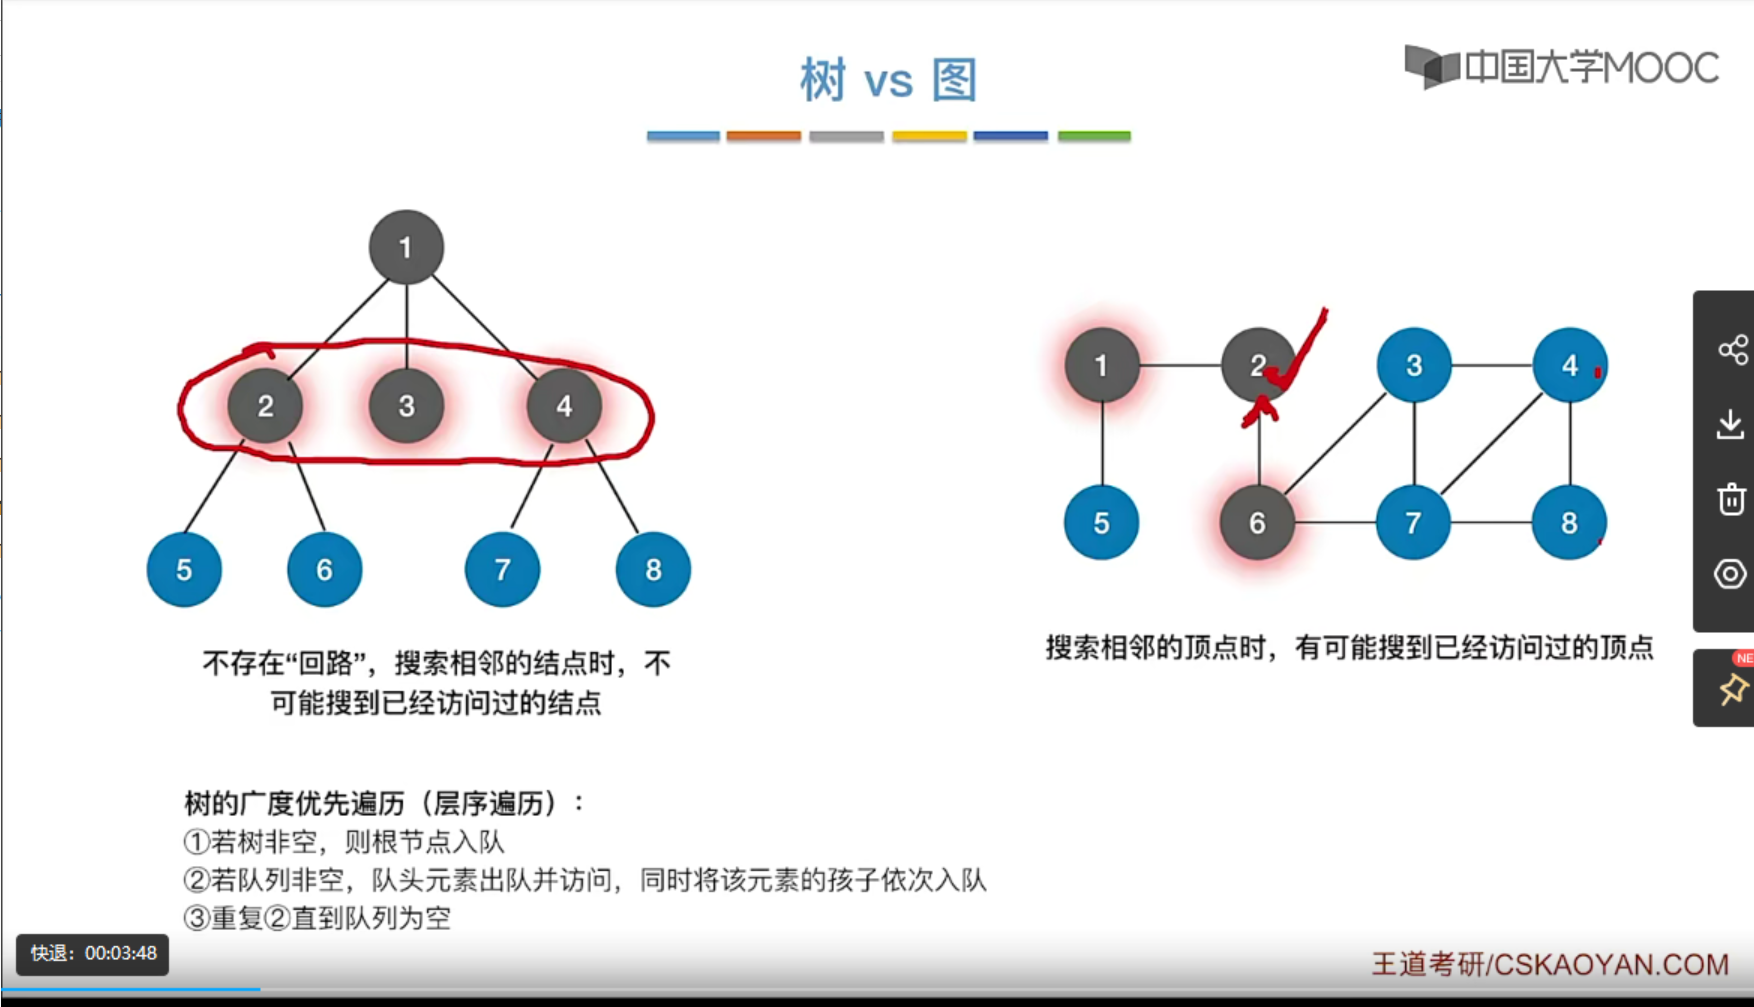 树 vs 图
中国大学MOOC
1
2
3
4
5
6
7
8
1
2
3
4
5
6
7
8
不存在“回路”，搜索相邻的结点时，不
可能搜到已经访问过的结点
搜索相邻的顶点时，有可能搜到已经访问过的顶点
树的广度优先遍历（层序遍历）：
①若树非空，则根节点入队
②若队列非空，队头元素出队并访问，同时将该元素的孩子依次入队
③重复②直到队列为空
快退：00:03:48
王道考研/CSKAOYAN.COM
NE